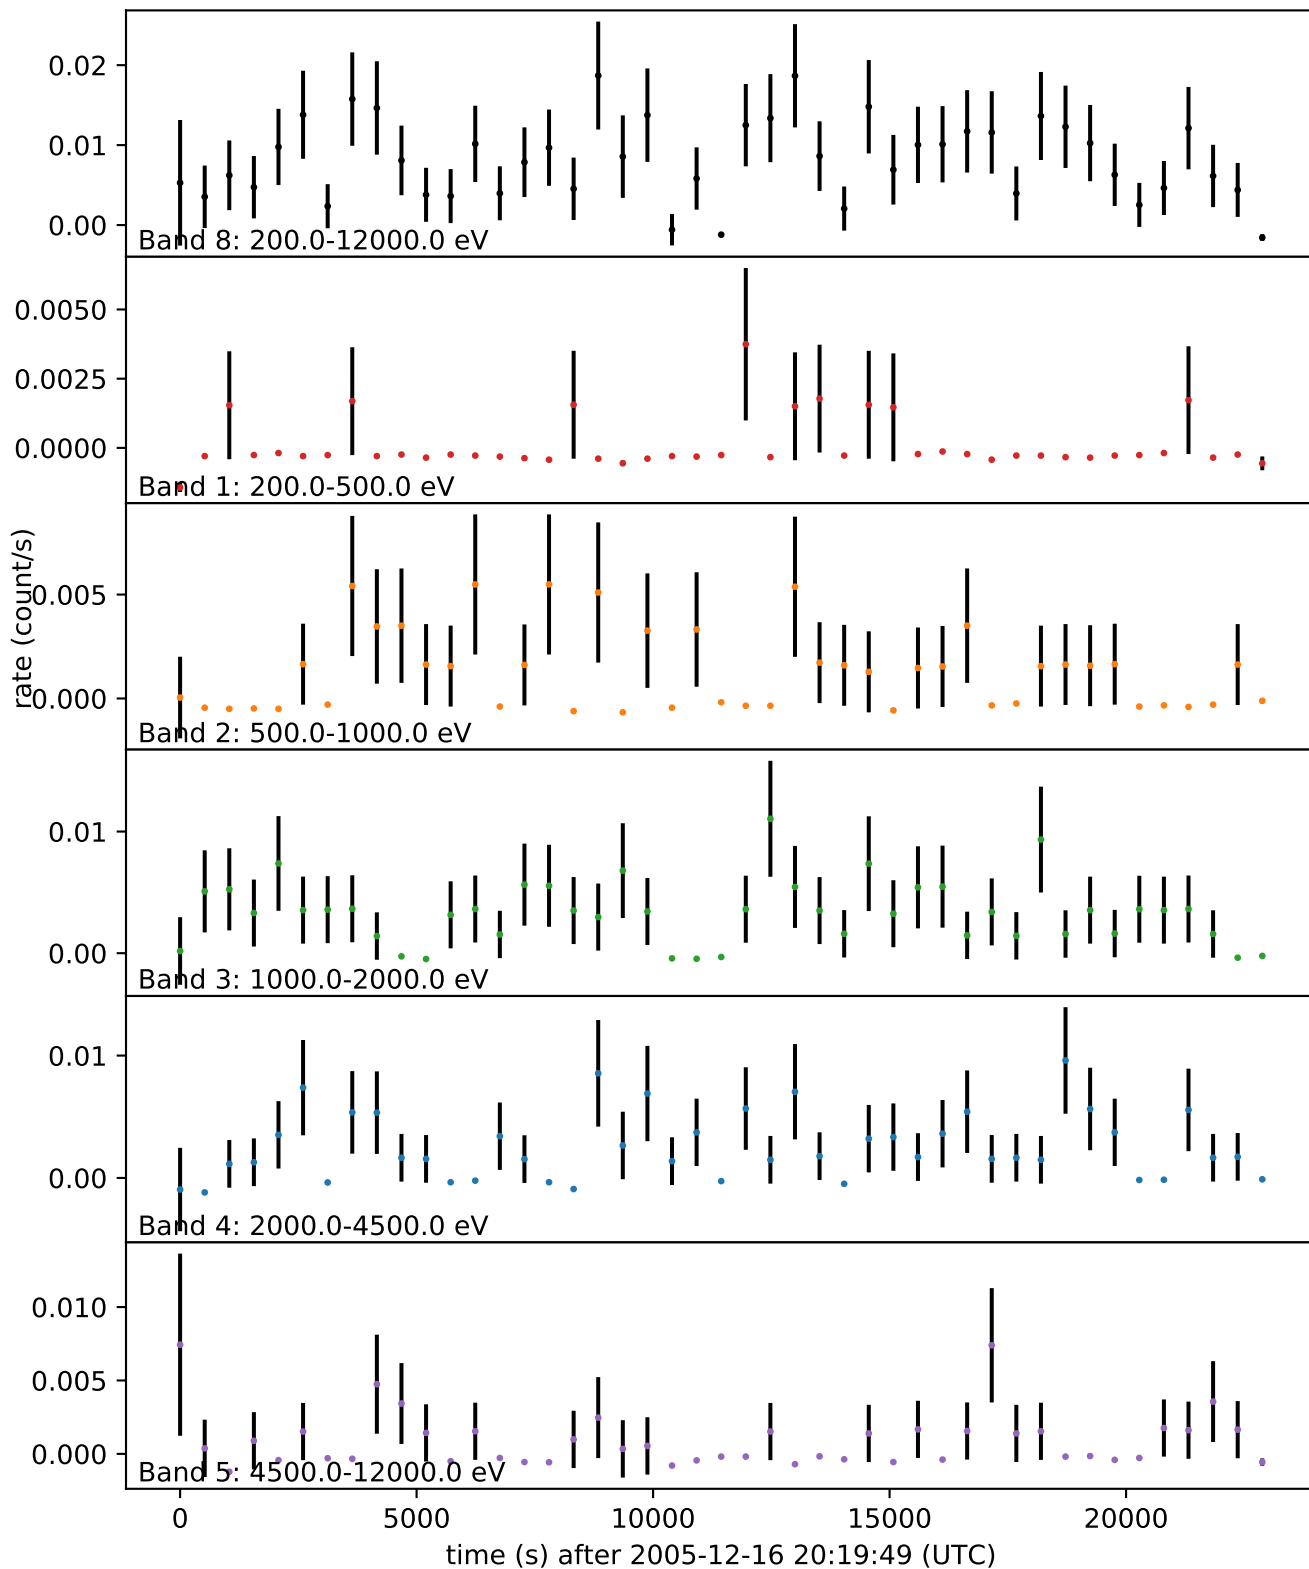 0.02
0.01
0.00
Band 8: 200.0-12000.0 eV
0.0050
0.0025
0.0000
Band 1: 200.0-500.0 eV
rate (count/s)
0.005
0.000
Band 2: 500.0-1000.0 eV
0.01
0.00
Band 3: 1000.0-2000.0 eV
0.01
0.00
Band 4: 2000.0-4500.0 eV
0.010
0.005
0.000
Band 5: 4500.0-12000.0 eV
0 5000 10000 15000 20000
time (s) after 2005-12-16 20:19:49 (UTC)